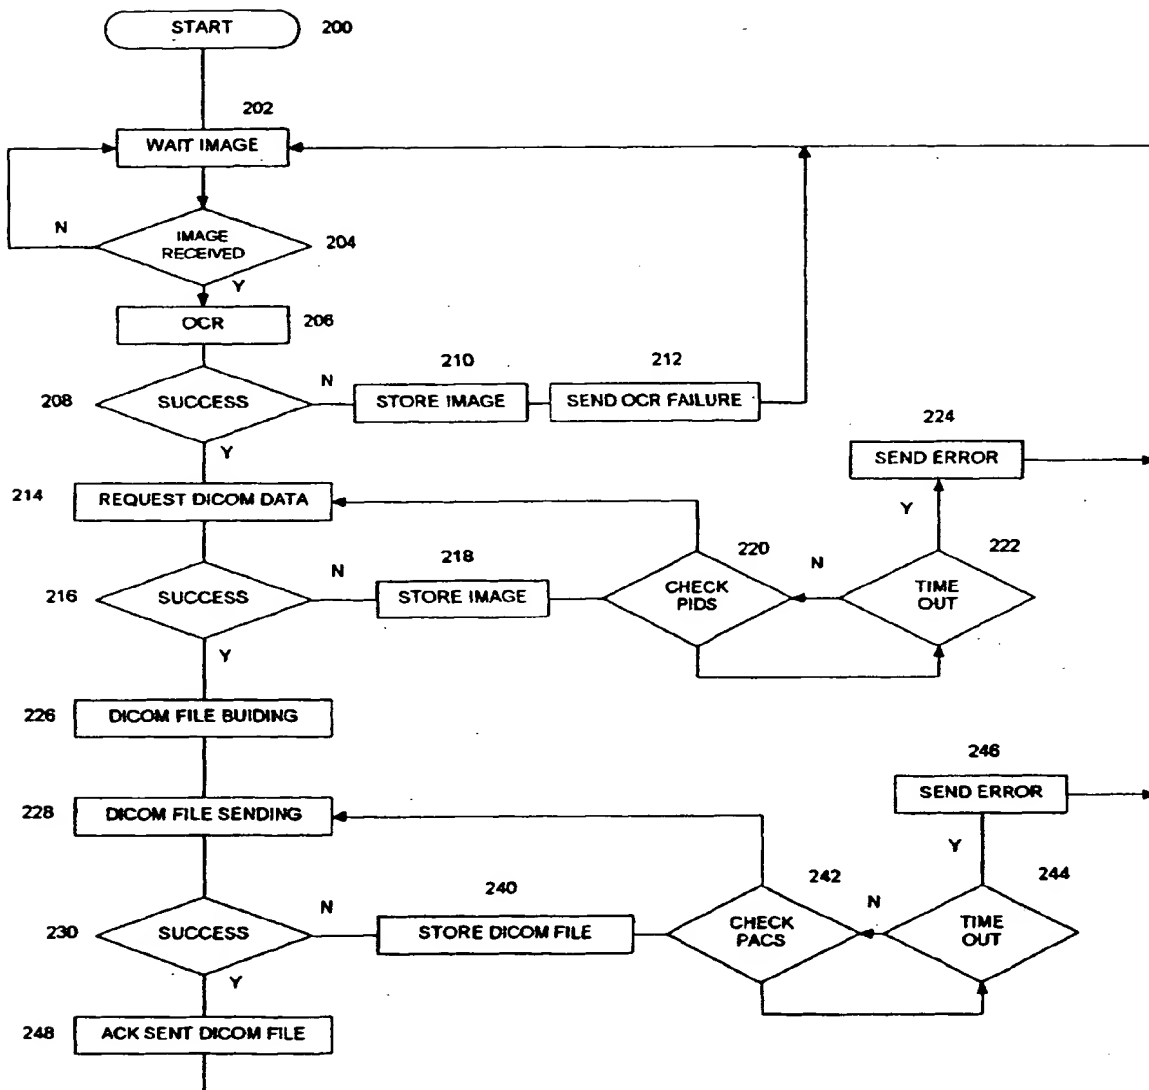 START 200
202
WAIT IMAGE
N
IMAGE
RECEIVED
204
Y
OCR 206
208
SUCCESS
N
210
STORE IMAGE
212
SEND OCR FAILURE
Y
224
SEND ERROR
214
REQUEST DICOM DATA
Y
216
SUCCESS
N
218
STORE IMAGE
220
CHECK
PIDS
N
222
TIME
OUT
Y
226
DICOM FILE BUIDING
246
SEND ERROR
228
DICOM FILE SENDING
Y
230
SUCCESS
N
240
STORE DICOM FILE
242
CHECK
PACS
N
244
TIME
OUT
Y
248
ACK SENT DICOM FILE